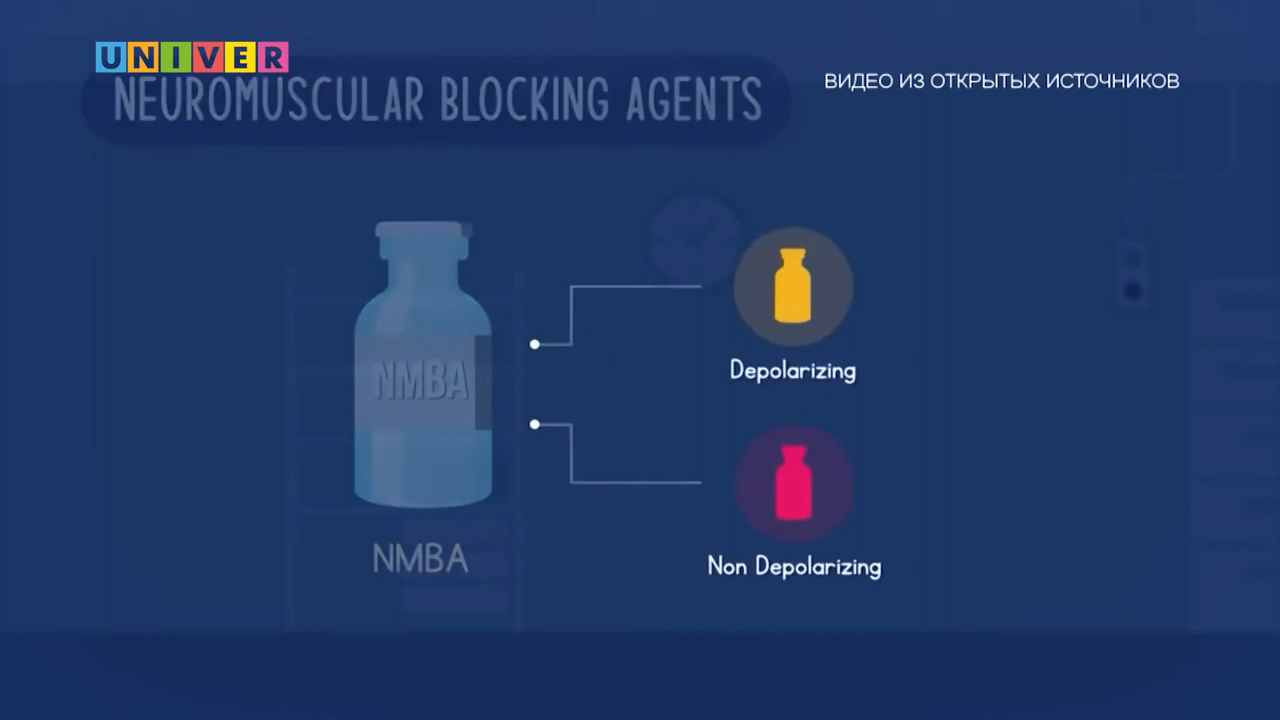 UNIVER
ВИДЕО ИЗ ОТКРЫТЫХ ИСТОЧНИКОВ
NEUROMUSCULAR BLOCKING AGENTS
NMBA
Depolarizing
NMBA
Non Depolarizing